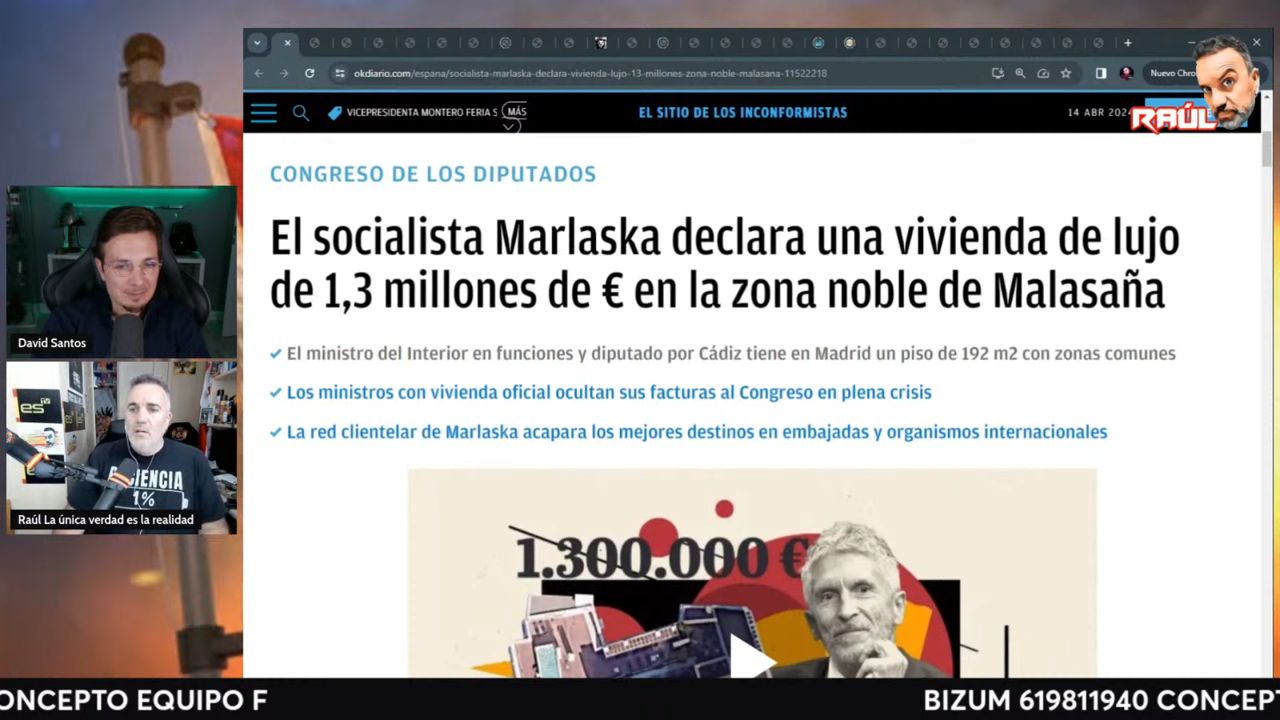 okdiario.com/espana/socialista-marlaska-declara-vivienda-lujo-13-millones-zona-noble-malasana-11522218
Nuevo Chro
RAÚL
VICEPRESIDENTA MONTERO FERIA S
MÁS
EL SITIO DE LOS INCONFORMISTAS
14 ABR 2024
CONGRESO DE LOS DIPUTADOS
El socialista Marlaska declara una vivienda de lujo
de 1,3 millones de € en la zona noble de Malasaña
El ministro del Interior en funciones y diputado por Cádiz tiene en Madrid un piso de 192 m2 con zonas comunes
Los ministros con vivienda oficial ocultan sus facturas al Congreso en plena crisis
La red clientelar de Marlaska acapara los mejores destinos en embajadas y organismos internacionales
1.300.000 €
David Santos
es tv
CIENCIA
1%
Raúl La única verdad es la realidad
ONCEPTO EQUIPO F
BIZUM 619811940 CONCEPT